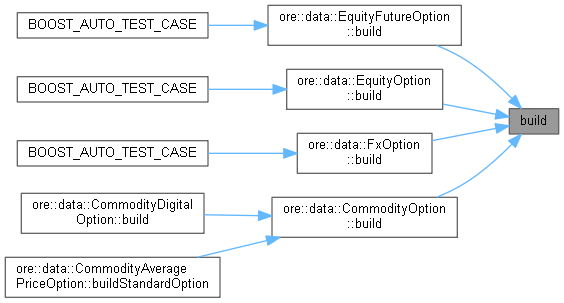 BOOST_AUTO_TEST_CASE
ore::data::EquityFutureOption
::build
BOOST_AUTO_TEST_CASE
ore::data::EquityOption
::build
build
BOOST_AUTO_TEST_CASE
ore::data::FxOption
::build
ore::data::CommodityDigital
Option::build
ore::data::CommodityOption
::build
ore::data::CommodityAverage
PriceOption::buildStandardOption